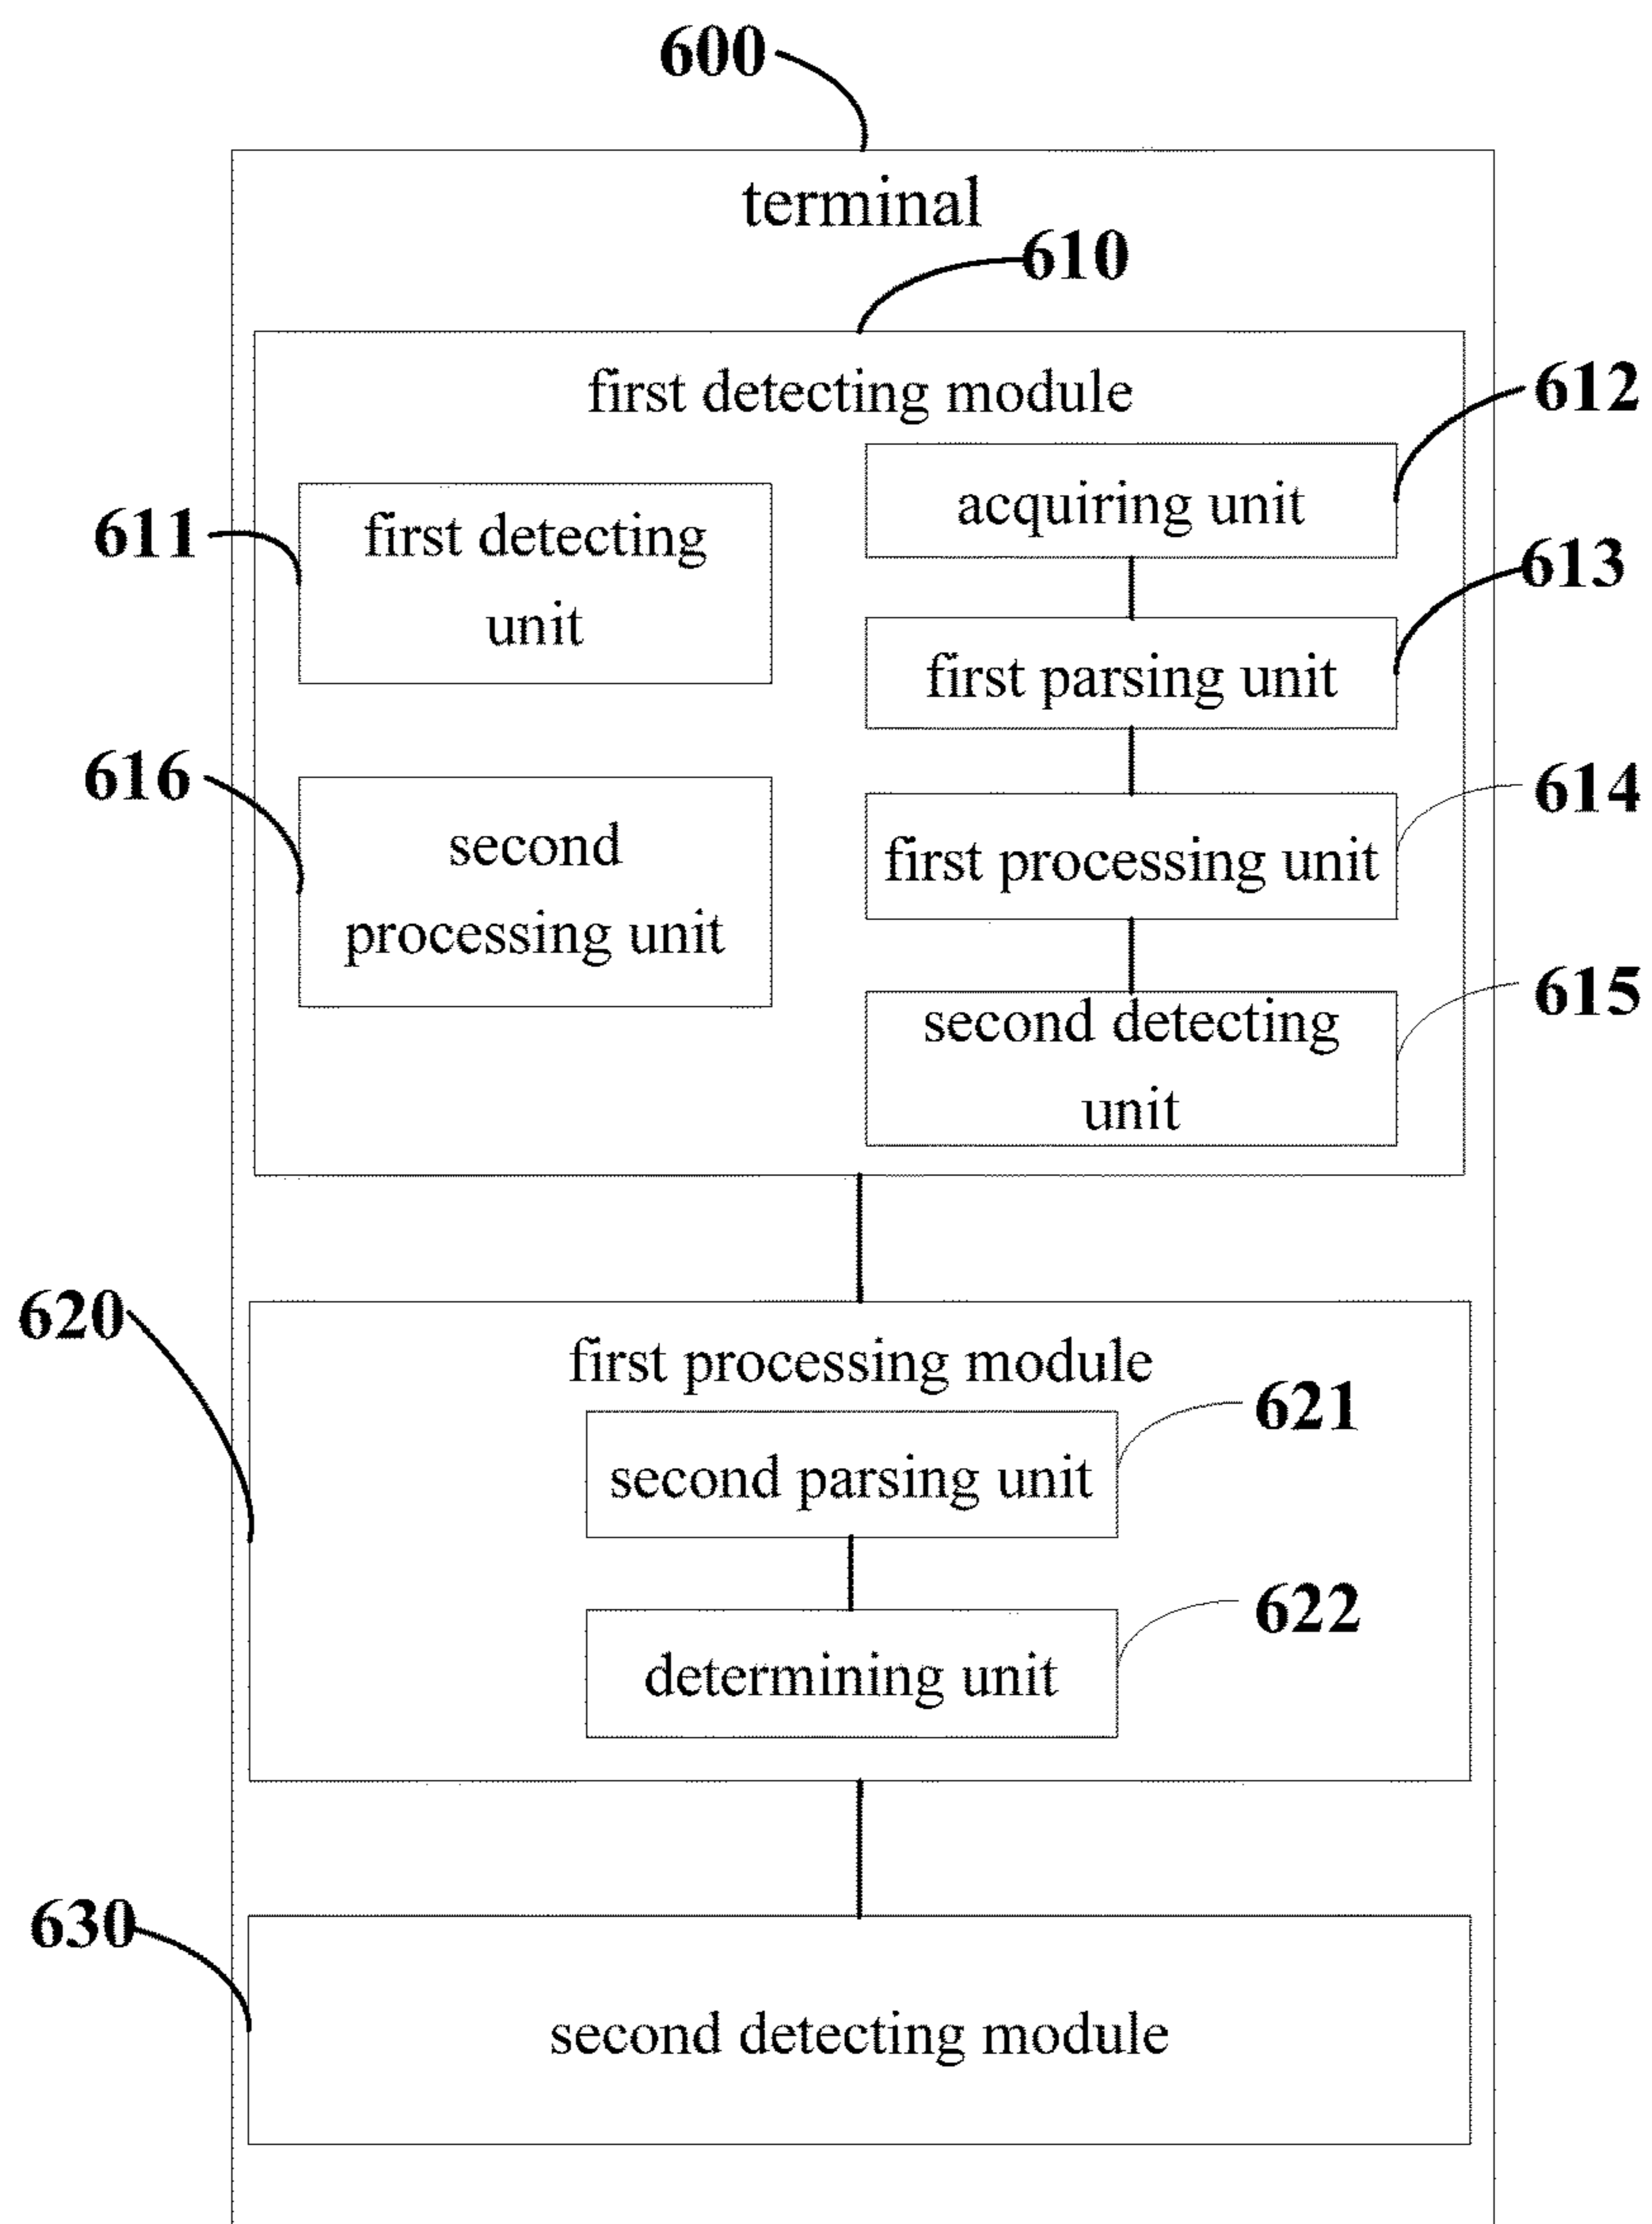 600
terminal
610
first detecting module
612
acquiring unit
611
first detecting
unit
613
first parsing unit
616
second
processing unit
614
first processing unit
615
second detecting
unit
620
first processing module
621
second parsing unit
622
determining unit
630
second detecting module